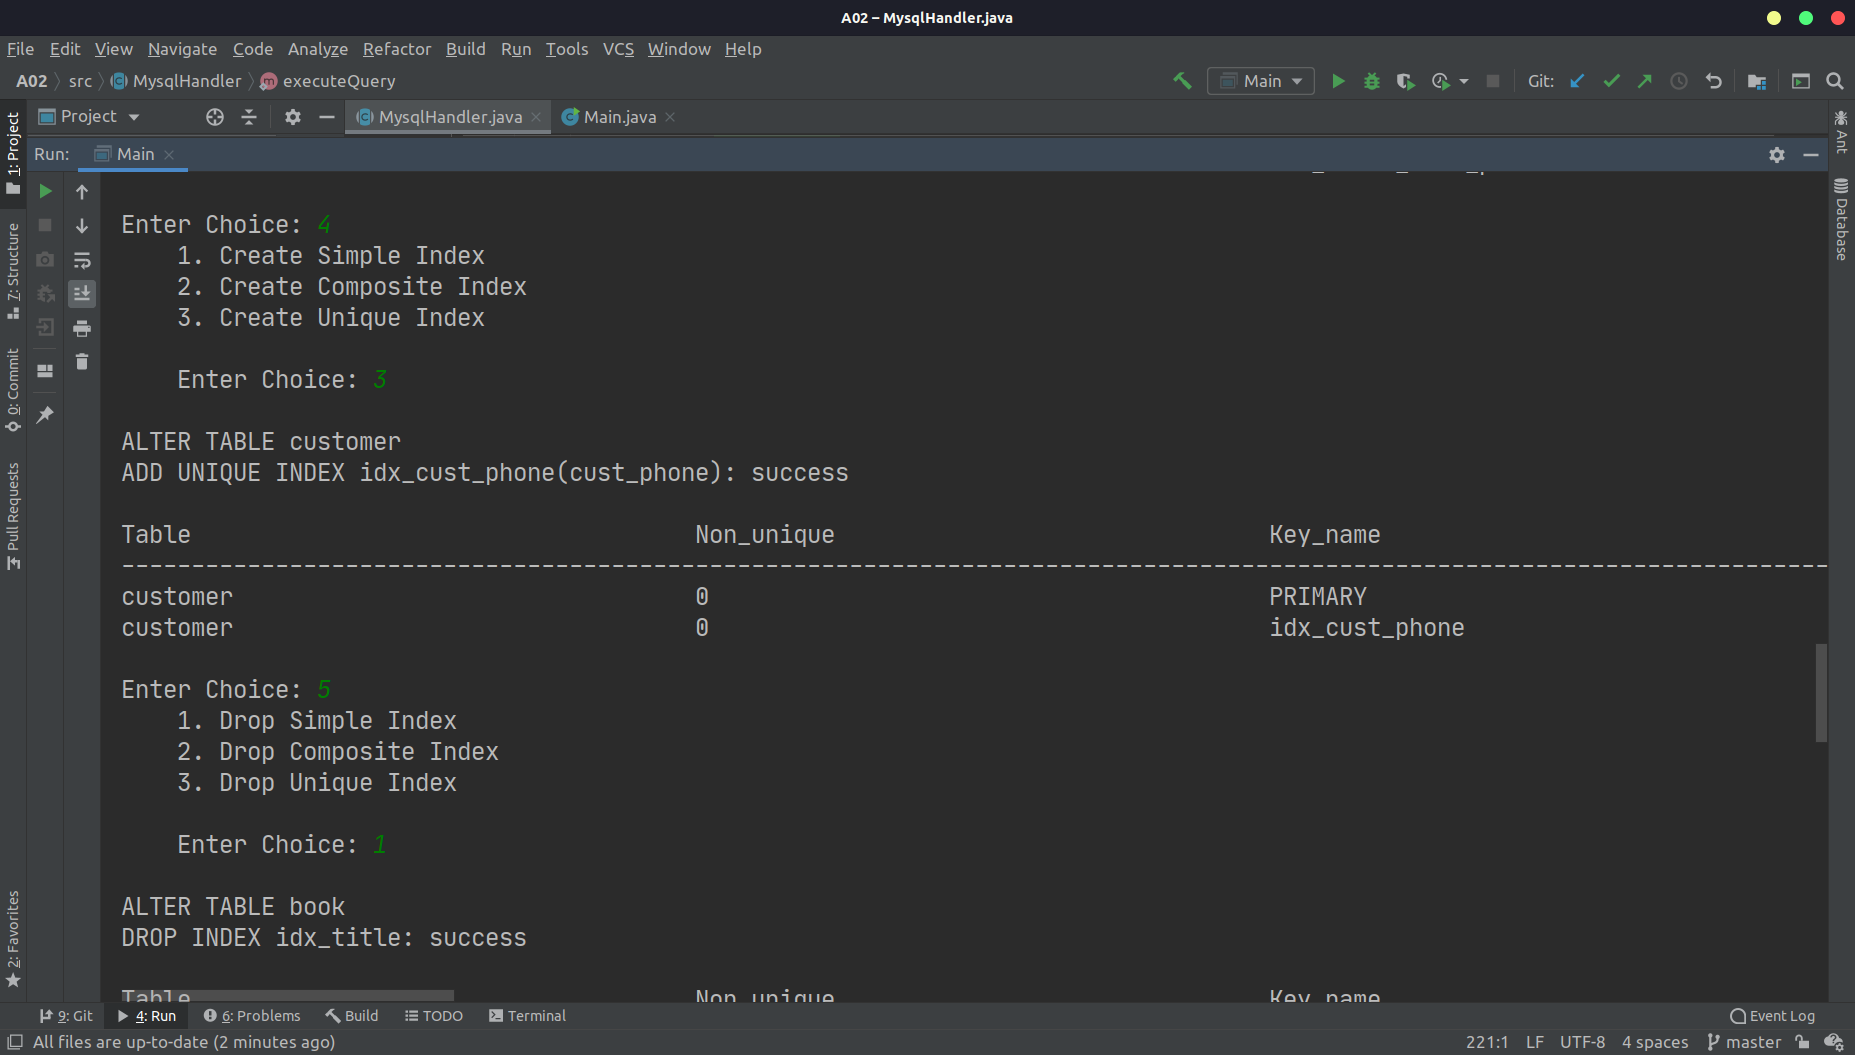 A02 – MysqlHandler.java
File Edit View Navigate Code Analyze Refactor Build Run Tools VCS Window Help
A02 src MysqlHandler executeQuery Main Git:
Project MysqlHandler.java Main.java
Run: Main
Enter Choice: 4
1. Create Simple Index
2. Create Composite Index
3. Create Unique Index
Enter Choice: 3
ALTER TABLE customer
ADD UNIQUE INDEX idx_cust_phone(cust_phone): success
Table Non_unique Key_name
--------------------------------------------------------------------------------------------------------------------------
customer 0 PRIMARY
customer 0 idx_cust_phone
Enter Choice: 5
1. Drop Simple Index
2. Drop Composite Index
3. Drop Unique Index
Enter Choice: 1
ALTER TABLE book
DROP INDEX idx_title: success
Table Non_unique Key_name
1: Project
7: Structure
0: Commit
Pull Requests
2: Favorites
Ant
Database
9: Git 4: Run 6: Problems Build TODO Terminal Event Log
All files are up-to-date (2 minutes ago) 221:1 LF UTF-8 4 spaces master